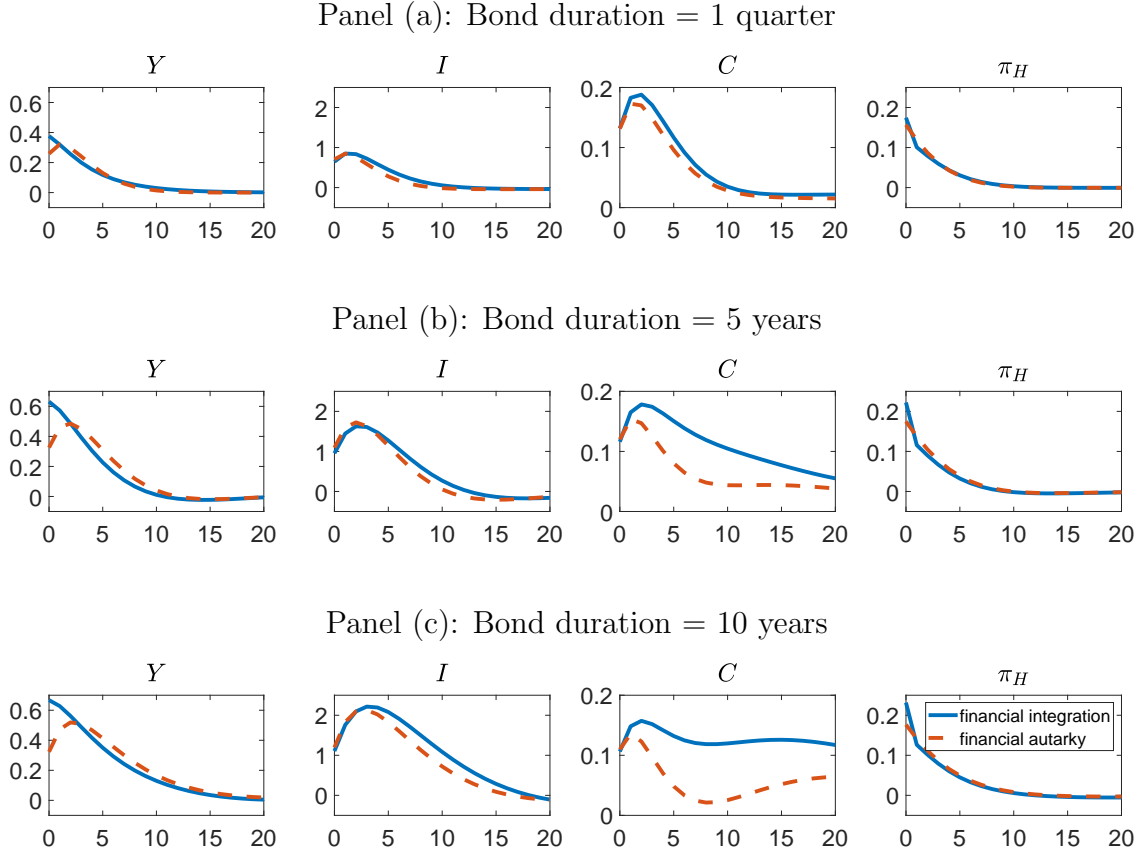 Panel (a): Bond duration = 1 quarter
Y I C π_H
0.6 0.4 0.2 0
2 1 0
0.2 0.1 0
0.2 0.1 0
0 5 10 15 20 0 5 10 15 20 0 5 10 15 20 0 5 10 15 20
Panel (b): Bond duration = 5 years
Y I C π_H
0.6 0.4 0.2 0
2 1 0
0.2 0.1 0
0.2 0.1 0
0 5 10 15 20 0 5 10 15 20 0 5 10 15 20 0 5 10 15 20
Panel (c): Bond duration = 10 years
Y I C π_H
0.6 0.4 0.2 0
2 1 0
0.2 0.1 0
0.2 0.1 0
financial integration
financial autarky
0 5 10 15 20 0 5 10 15 20 0 5 10 15 20 0 5 10 15 20